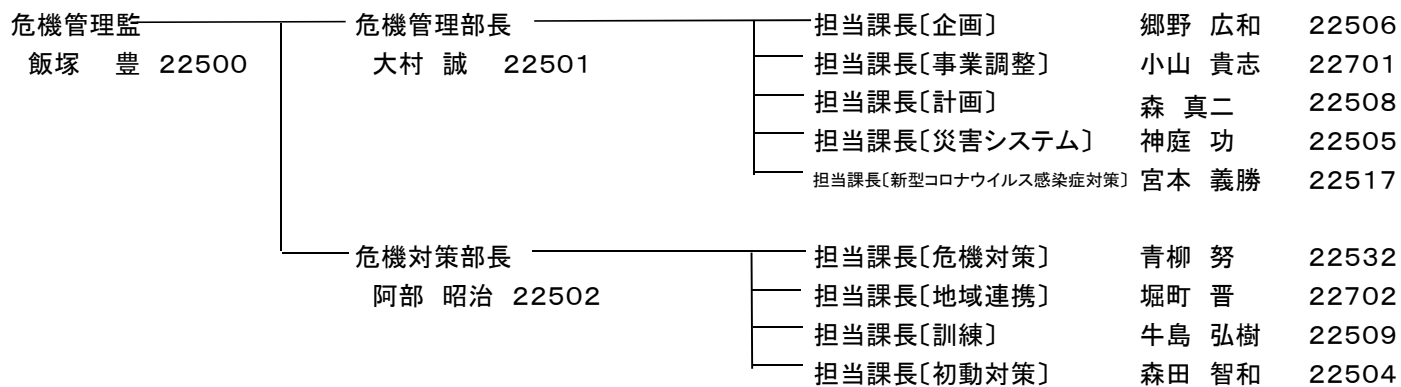 危機管理監 危機管理部長 担当課長〔企画〕 郷野 広和 22506
飯塚 豊 22500 大村 誠 22501 担当課長〔事業調整〕 小山 貴志 22701
担当課長〔計画〕 森 真二 22508
担当課長〔災害システム〕 神庭 功 22505
担当課長〔新型コロナウイルス感染症対策〕 宮本 義勝 22517
危機対策部長 担当課長〔危機対策〕 青柳 努 22532
阿部 昭治 22502 担当課長〔地域連携〕 堀町 晋 22702
担当課長〔訓練〕 牛島 弘樹 22509
担当課長〔初動対策〕 森田 智和 22504